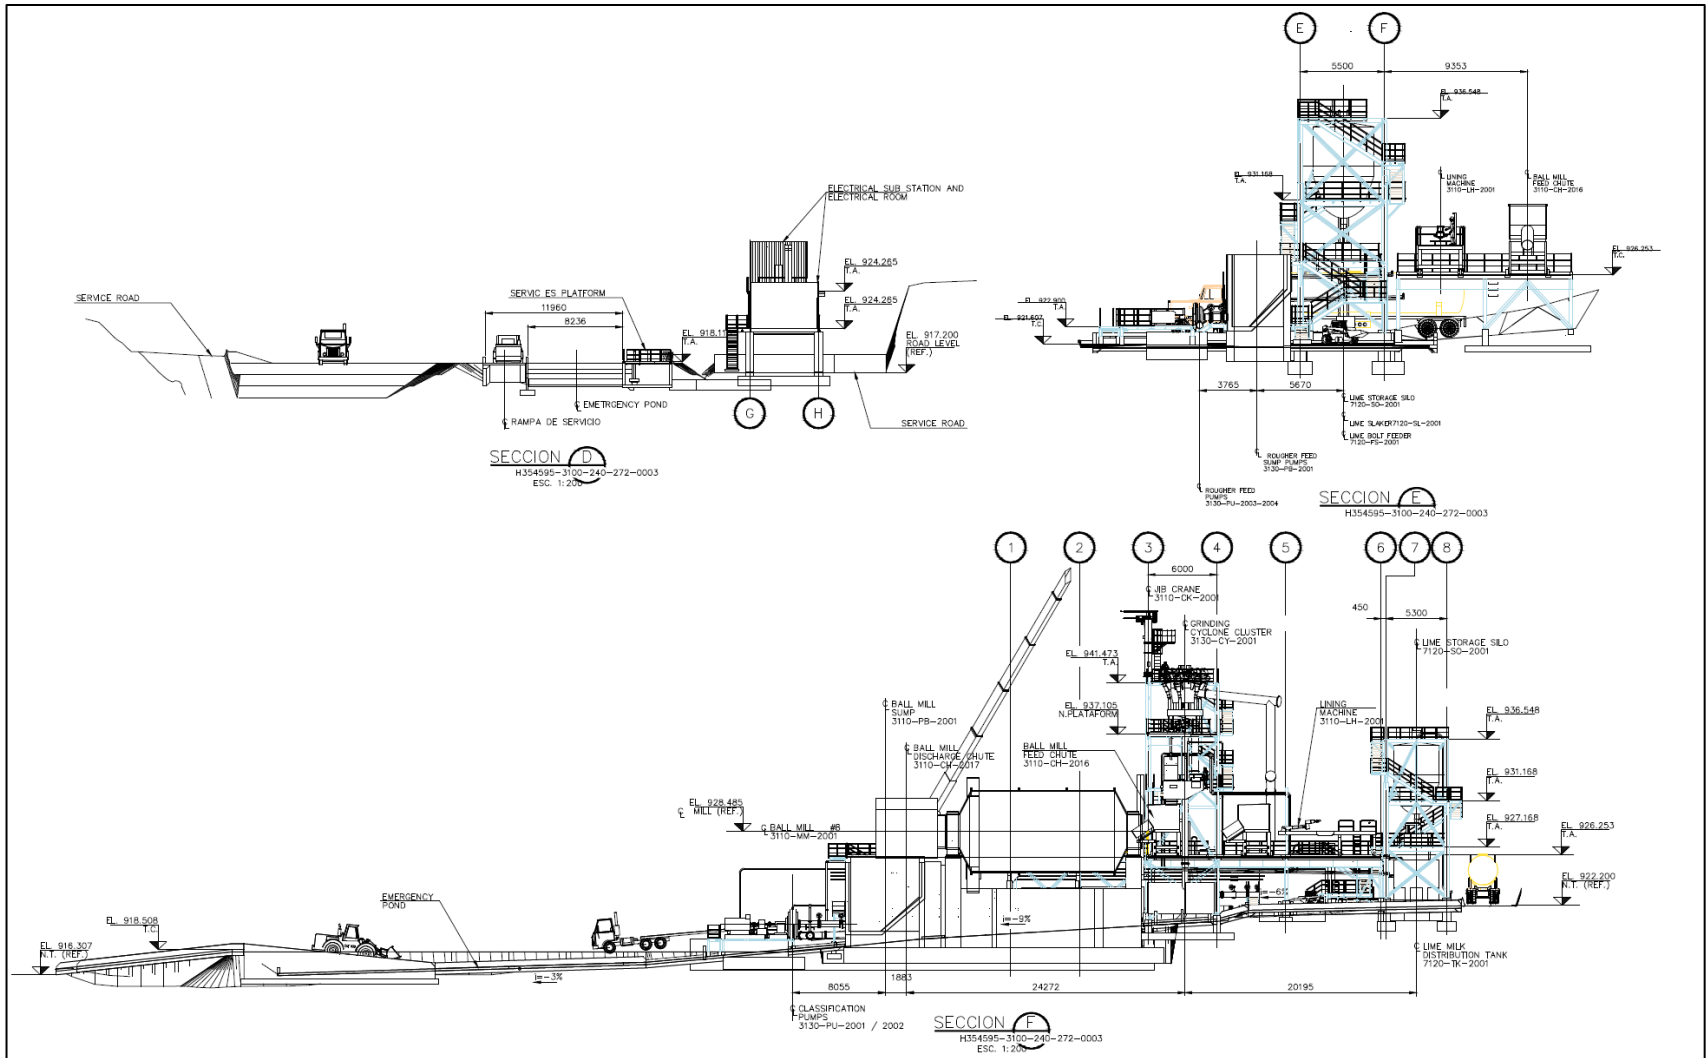 ELECTRICAL SUB STATION AND
ELECTRICAL ROOM
EL. 924.265
T.A.
EL. 924.265
T.A.
SERVICE ROAD
SERVIC ES PLATFORM
11960
8236
EL. 918.11
T.A.
EL. 917.200
ROAD LEVEL
(REF.)
EMETRGENCY POND
RAMPA DE SERVICIO
G
H
SERVICE ROAD
SECCION D
H354595-3100-240-272-0003
ESC. 1:200
E
F
5500
9353
EL. 936.548
T.A.
EL. 931.168
T.A.
LINING
MACHINE
3110-LH-2001
BALL MILL
FEED CHUTE
3110-CH-2016
EL. 926.253
T.C.
EL. 922.900
T.A.
EL. 921.697
T.C.
3765
5670
LIME STORAGE SILO
7120-SO-2001
LIME SLAKER7120-SL-2001
LIME BOLT FEEDER
7120-FS-2001
ROUGHER FEED
SUMP PUMPS
3130-PB-2001
ROUGHER FEED
PUMPS
3130-PU-2003-2004
SECCION E
H354595-3100-240-272-0003
1
2
3
4
5
6
7
8
6000
450
5300
JIB CRANE
3110-CK-2001
GRINDING
CYCLONE CLUSTER
3130-CY-2001
LIME STORAGE SILO
7120-SO-2001
EL. 941.473
T.A.
EL. 937.105
N.PLATAFORM
BALL MILL
SUMP
3110-PB-2001
BALL MILL
DISCHARGE CHUTE
3110-CH-2017
BALL MILL
FEED CHUTE
3110-CH-2016
LINING
MACHINE
3110-LH-2001
EL. 936.548
T.A.
EL. 931.168
T.A.
EL. 927.168
T.A.
EL. 926.253
T.A.
EL. 922.200
N.T. (REF.)
EL. 928.485
MILL (REF.)
BALL MILL #6
3110-MM-2001
EMERGENCY
POND
EL. 918.508
T.C.
EL. 916.307
N.T. (REF.)
i=-3%
i=-9%
i=-6%
8055
1883
24272
20195
LIME MILK
DISTRIBUTION TANK
7120-TK-2001
CLASSIFICATION
PUMPS
3130-PU-2001 / 2002
SECCION F
H354595-3100-240-272-0003
ESC. 1:200